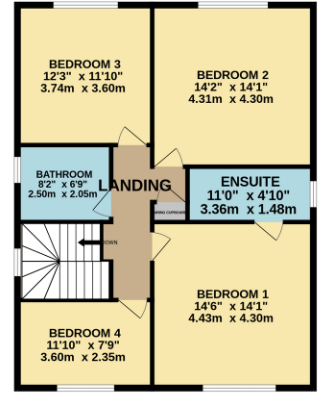 BEDROOM 3
12'3" x 11'10"
3.74m x 3.60m
BEDROOM 2
14'2" x 14'1"
4.31m x 4.30m
BATHROOM
8'2" x 6'9"
2.50m x 2.05m
LANDING
ENSUITE
11'0" x 4'10"
3.36m x 1.48m
CUPBOARD
DOWN
BEDROOM 1
14'6" x 14'1"
4.43m x 4.30m
BEDROOM 4
11'10" x 7'9"
3.60m x 2.35m